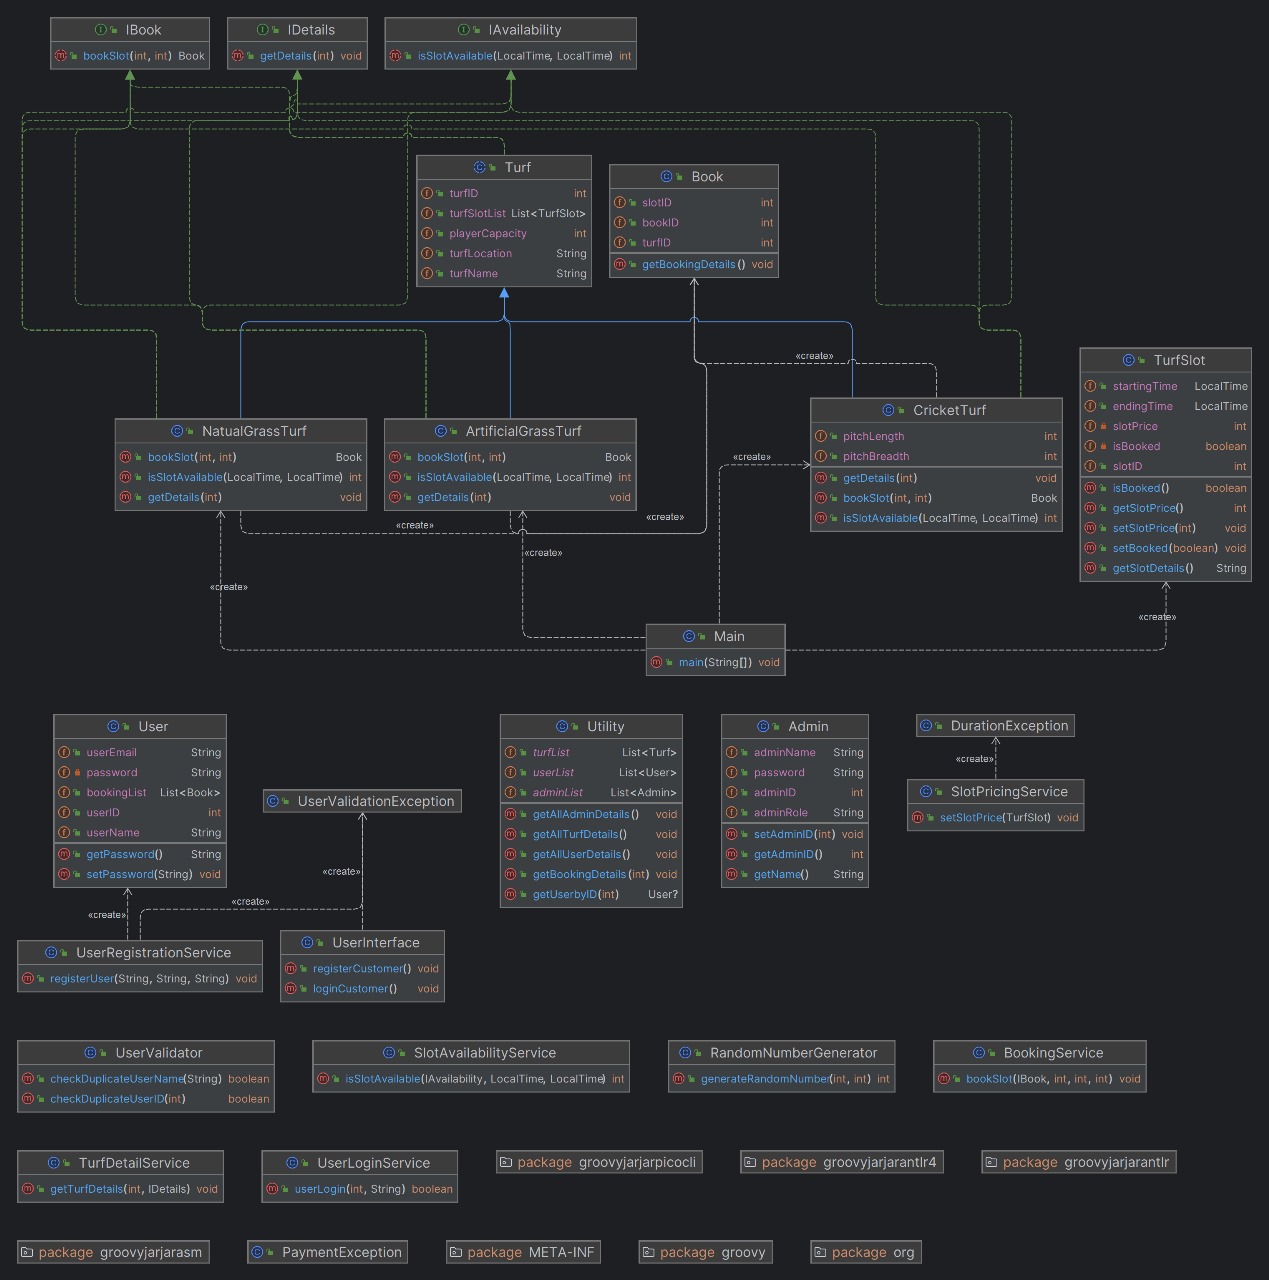 IBook
bookSlot(int, int) Book
IDetails
getDetails(int) void
IAvailability
isSlotAvailable(LocalTime, LocalTime) int
Turf
turfID int
turfSlotList List<TurfSlot>
playerCapacity int
turfLocation String
turfName String
Book
slotID int
bookID int
turfID int
getBookingDetails() void
«create»
TurfSlot
startingTime LocalTime
endingTime LocalTime
slotPrice int
isBooked boolean
slotID int
isBooked() boolean
getSlotPrice() int
setSlotPrice(int) void
setBooked(boolean) void
getSlotDetails() String
NatualGrassTurf
bookSlot(int, int) Book
isSlotAvailable(LocalTime, LocalTime) int
getDetails(int) void
ArtificialGrassTurf
bookSlot(int, int) Book
isSlotAvailable(LocalTime, LocalTime) int
getDetails(int) void
CricketTurf
pitchLength int
pitchBreadth int
getDetails(int) void
bookSlot(int, int) Book
isSlotAvailable(LocalTime, LocalTime) int
«create»
«create»
«create»
«create»
«create»
«create»
Main
main(String[]) void
User
userEmail String
password String
bookingList List<Book>
userID int
userName String
getPassword() String
setPassword(String) void
UserValidationException
Utility
turfList List<Turf>
userList List<User>
adminList List<Admin>
getAllAdminDetails() void
getAllTurfDetails() void
getAllUserDetails() void
getBookingDetails(int) void
getUserbyID(int) User?
Admin
adminName String
password String
adminID int
adminRole String
setAdminID(int) void
getAdminID() int
getName() String
DurationException
«create»
SlotPricingService
setSlotPrice(TurfSlot) void
«create»
«create»
«create»
UserRegistrationService
registerUser(String, String, String) void
UserInterface
registerCustomer() void
loginCustomer() void
UserValidator
checkDuplicateUserName(String) boolean
checkDuplicateUserID(int) boolean
SlotAvailabilityService
isSlotAvailable(IAvailability, LocalTime, LocalTime) int
RandomNumberGenerator
generateRandomNumber(int, int) int
BookingService
bookSlot(IBook, int, int, int) void
TurfDetailService
getTurfDetails(int, IDetails) void
UserLoginService
userLogin(int, String) boolean
package groovyjarjarpicocli
package groovyjarjarantlr4
package groovyjarjarantlr
package groovyjarjarasm
PaymentException
package META-INF
package groovy
package org